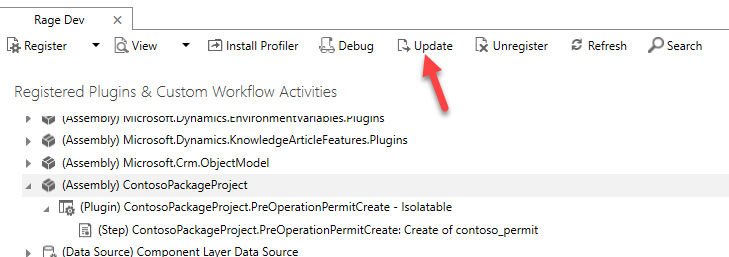 Rage Dev
Register View Install Profiler Debug Update Unregister Refresh Search
Registered Plugins & Custom Workflow Activities
(Assembly) Microsoft.Dynamics.EnvironmentVariables.Plugins
(Assembly) Microsoft.Dynamics.KnowledgeArticleFeatures.Plugins
(Assembly) Microsoft.Crm.ObjectModel
(Assembly) ContosoPackageProject
(Plugin) ContosoPackageProject.PreOperationPermitCreate - Isolatable
(Step) ContosoPackageProject.PreOperationPermitCreate: Create of contoso_permit
(Data Source) Component Layer Data Source